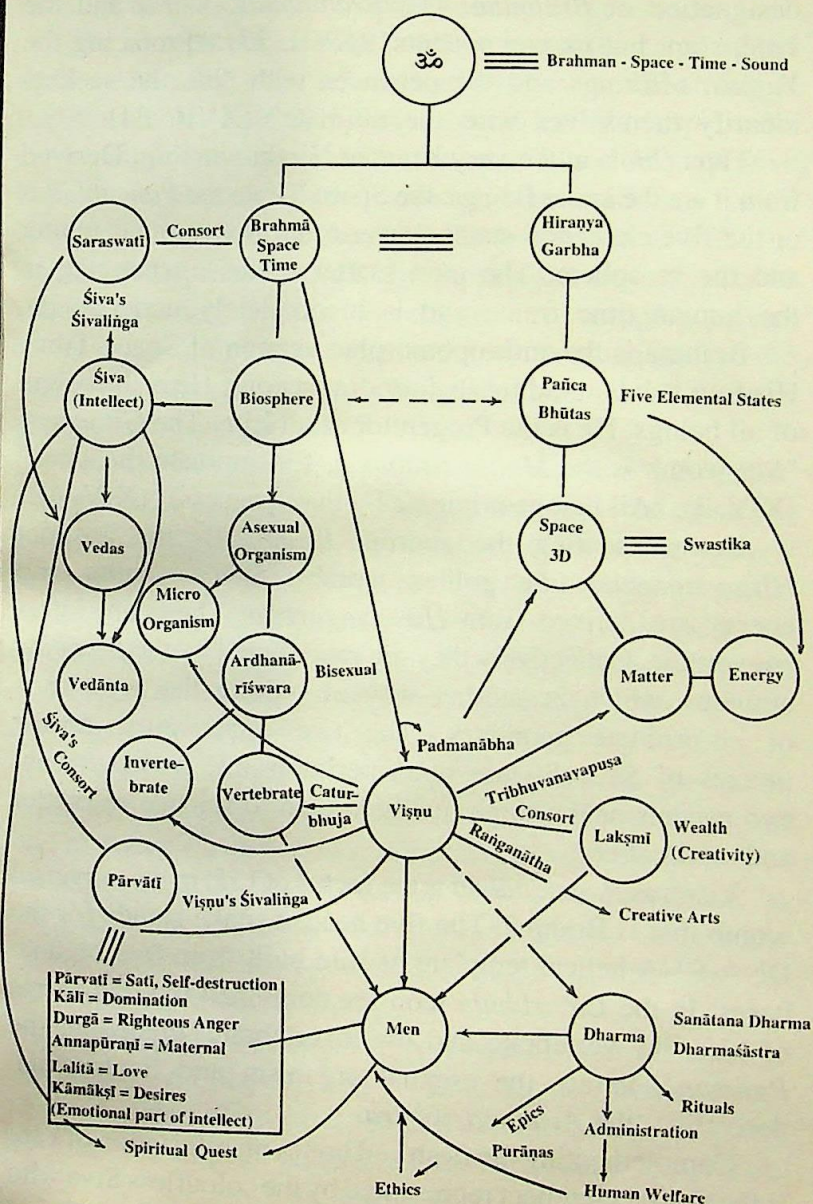 ॐ
Brahman - Space - Time - Sound
Saraswatī
Consort
Brahmā
Space
Time
Hiraṇya
Garbha
Śiva's
Śivaliṅga
Śiva
(Intellect)
Biosphere
Pañca
Bhūtas
Five Elemental States
Vedas
Asexual
Organism
Space
3D
Swastika
Micro
Organism
Vedānta
Ardhanā-
rīśwara
Bisexual
Matter
Energy
Śiva's
Consort
Padmanābha
Inverte-
brate
Vertebrate
Catur-
bhuja
Viṣṇu
Tribhuvanavapuṣa
Consort
Raṅganātha
Lakṣmī
Wealth
(Creativity)
Pārvātī
Viṣṇu's Śivaliṅga
Creative Arts
Pārvatī = Satī, Self-destruction
Kālī = Domination
Durgā = Righteous Anger
Annapūraṇī = Maternal
Lalitā = Love
Kāmākṣī = Desires
(Emotional part of intellect)
Men
Dharma
Sanātana Dharma
Dharmaśāstra
Rituals
Epics
Administration
Purāṇas
Spiritual Quest
Ethics
Human Welfare